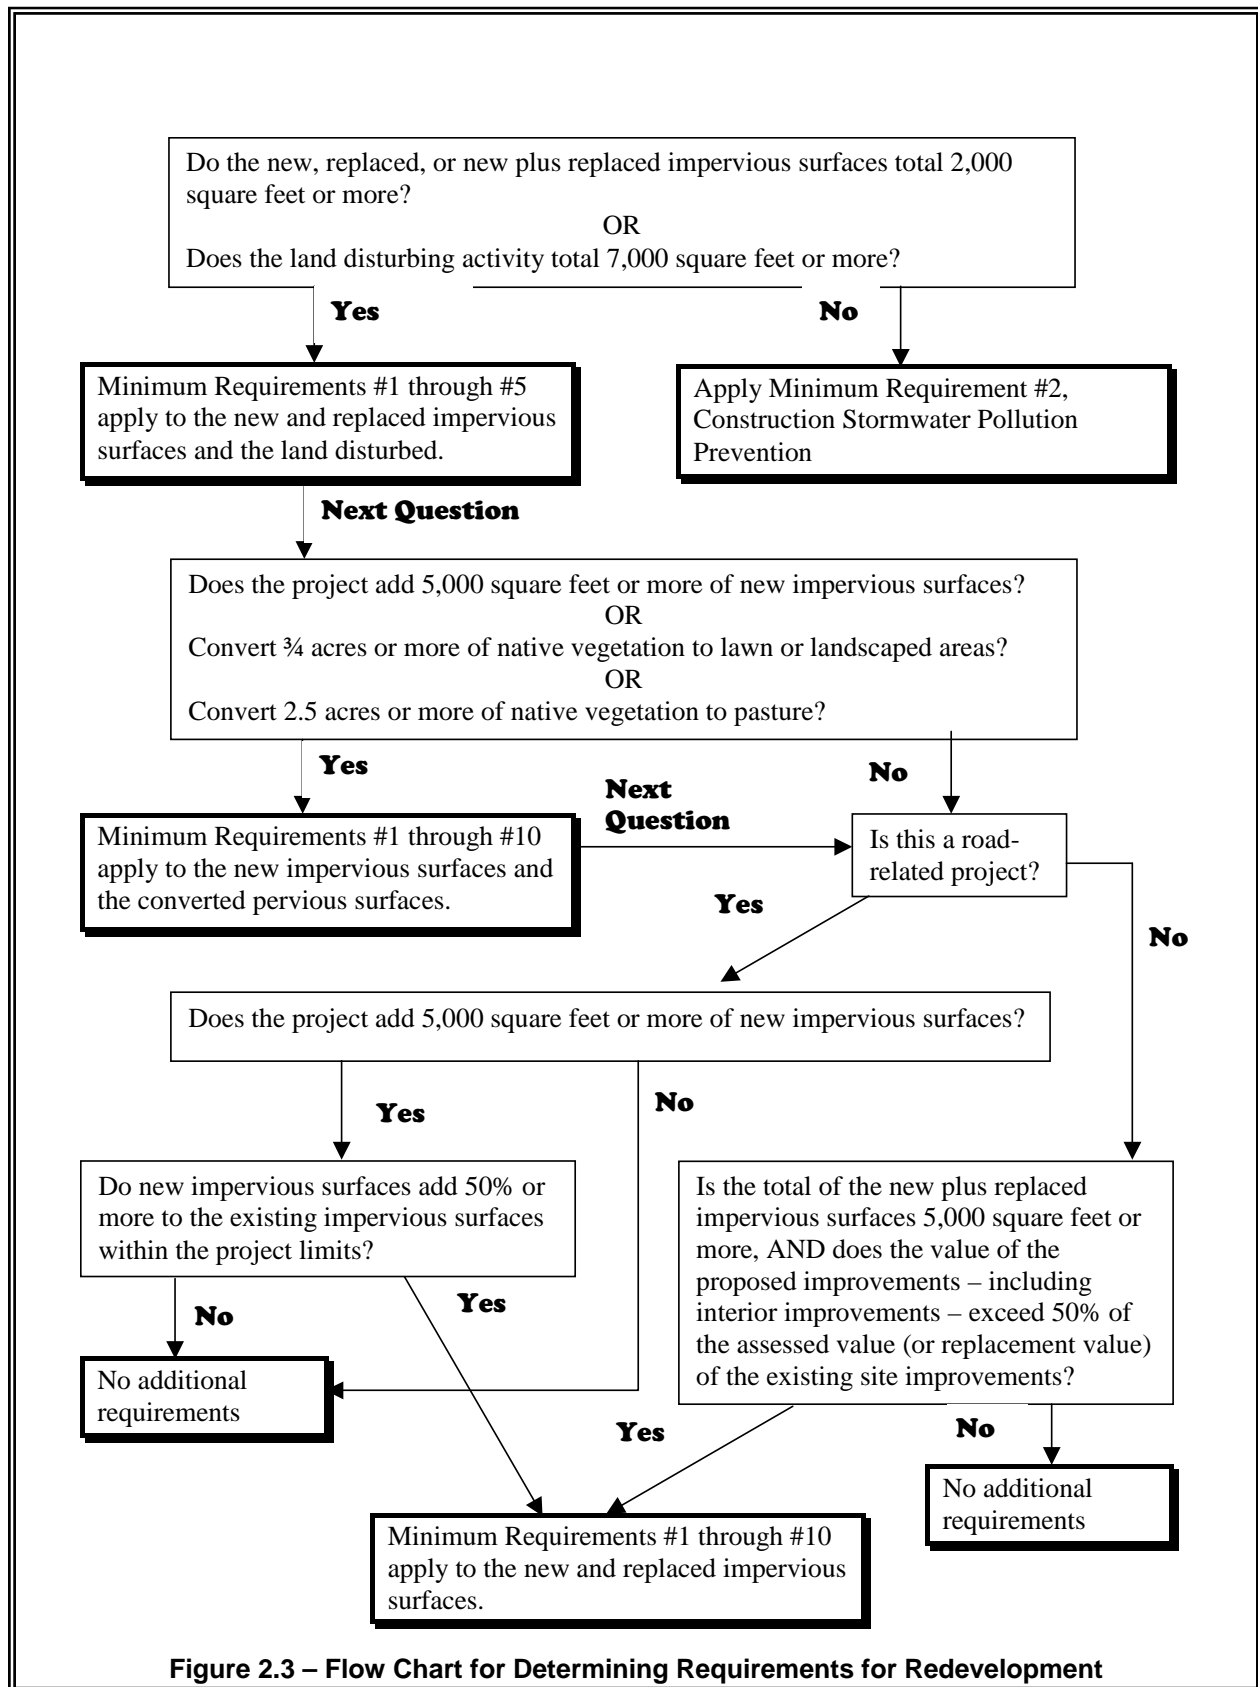 Do the new, replaced, or new plus replaced impervious surfaces total 2,000
square feet or more?
OR
Does the land disturbing activity total 7,000 square feet or more?
Yes
No
Minimum Requirements #1 through #5
apply to the new and replaced impervious
surfaces and the land disturbed.
Apply Minimum Requirement #2,
Construction Stormwater Pollution
Prevention
Next Question
Does the project add 5,000 square feet or more of new impervious surfaces?
OR
Convert ¾ acres or more of native vegetation to lawn or landscaped areas?
OR
Convert 2.5 acres or more of native vegetation to pasture?
Yes
No
Next
Question
Minimum Requirements #1 through #10
apply to the new impervious surfaces and
the converted pervious surfaces.
Is this a road-
related project?
Yes
No
Does the project add 5,000 square feet or more of new impervious surfaces?
Yes
No
Do new impervious surfaces add 50% or
more to the existing impervious surfaces
within the project limits?
Is the total of the new plus replaced
impervious surfaces 5,000 square feet or
more, AND does the value of the
proposed improvements – including
interior improvements – exceed 50% of
the assessed value (or replacement value)
of the existing site improvements?
No
Yes
No additional
requirements
Yes
No
No additional
requirements
Minimum Requirements #1 through #10
apply to the new and replaced impervious
surfaces.
Figure 2.3 – Flow Chart for Determining Requirements for Redevelopment